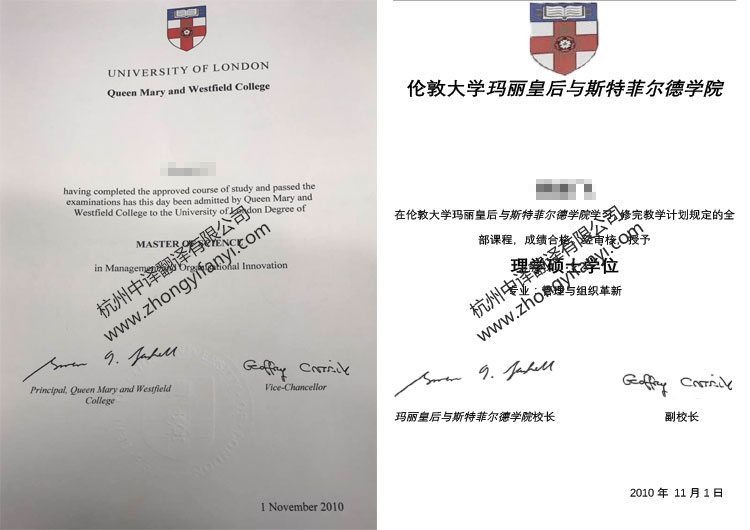 UNIVERSITY OF LONDON
Queen Mary and Westfield College
having completed the approved course of study and passed the
examinations has this day been admitted by Queen Mary and
Westfield College to the University of London Degree of
MASTER OF SCIENCE
in Management and Organizational Innovation
杭州中译翻译有限公司
www.zhongyifanyi.com
Principal, Queen Mary and Westfield
College
Vice-Chancellor
1 November 2010
伦敦大学玛丽皇后与斯特菲尔德学院
在伦敦大学玛丽皇后与斯特菲尔德学院学习,修完教学计划规定的全
部课程,成绩合格,经审核,授予
理学硕士学位
专业:管理与组织革新
杭州中译翻译有限公司
www.zhongyifanyi.com
玛丽皇后与斯特菲尔德学院校长
副校长
2010 年 11 月 1 日